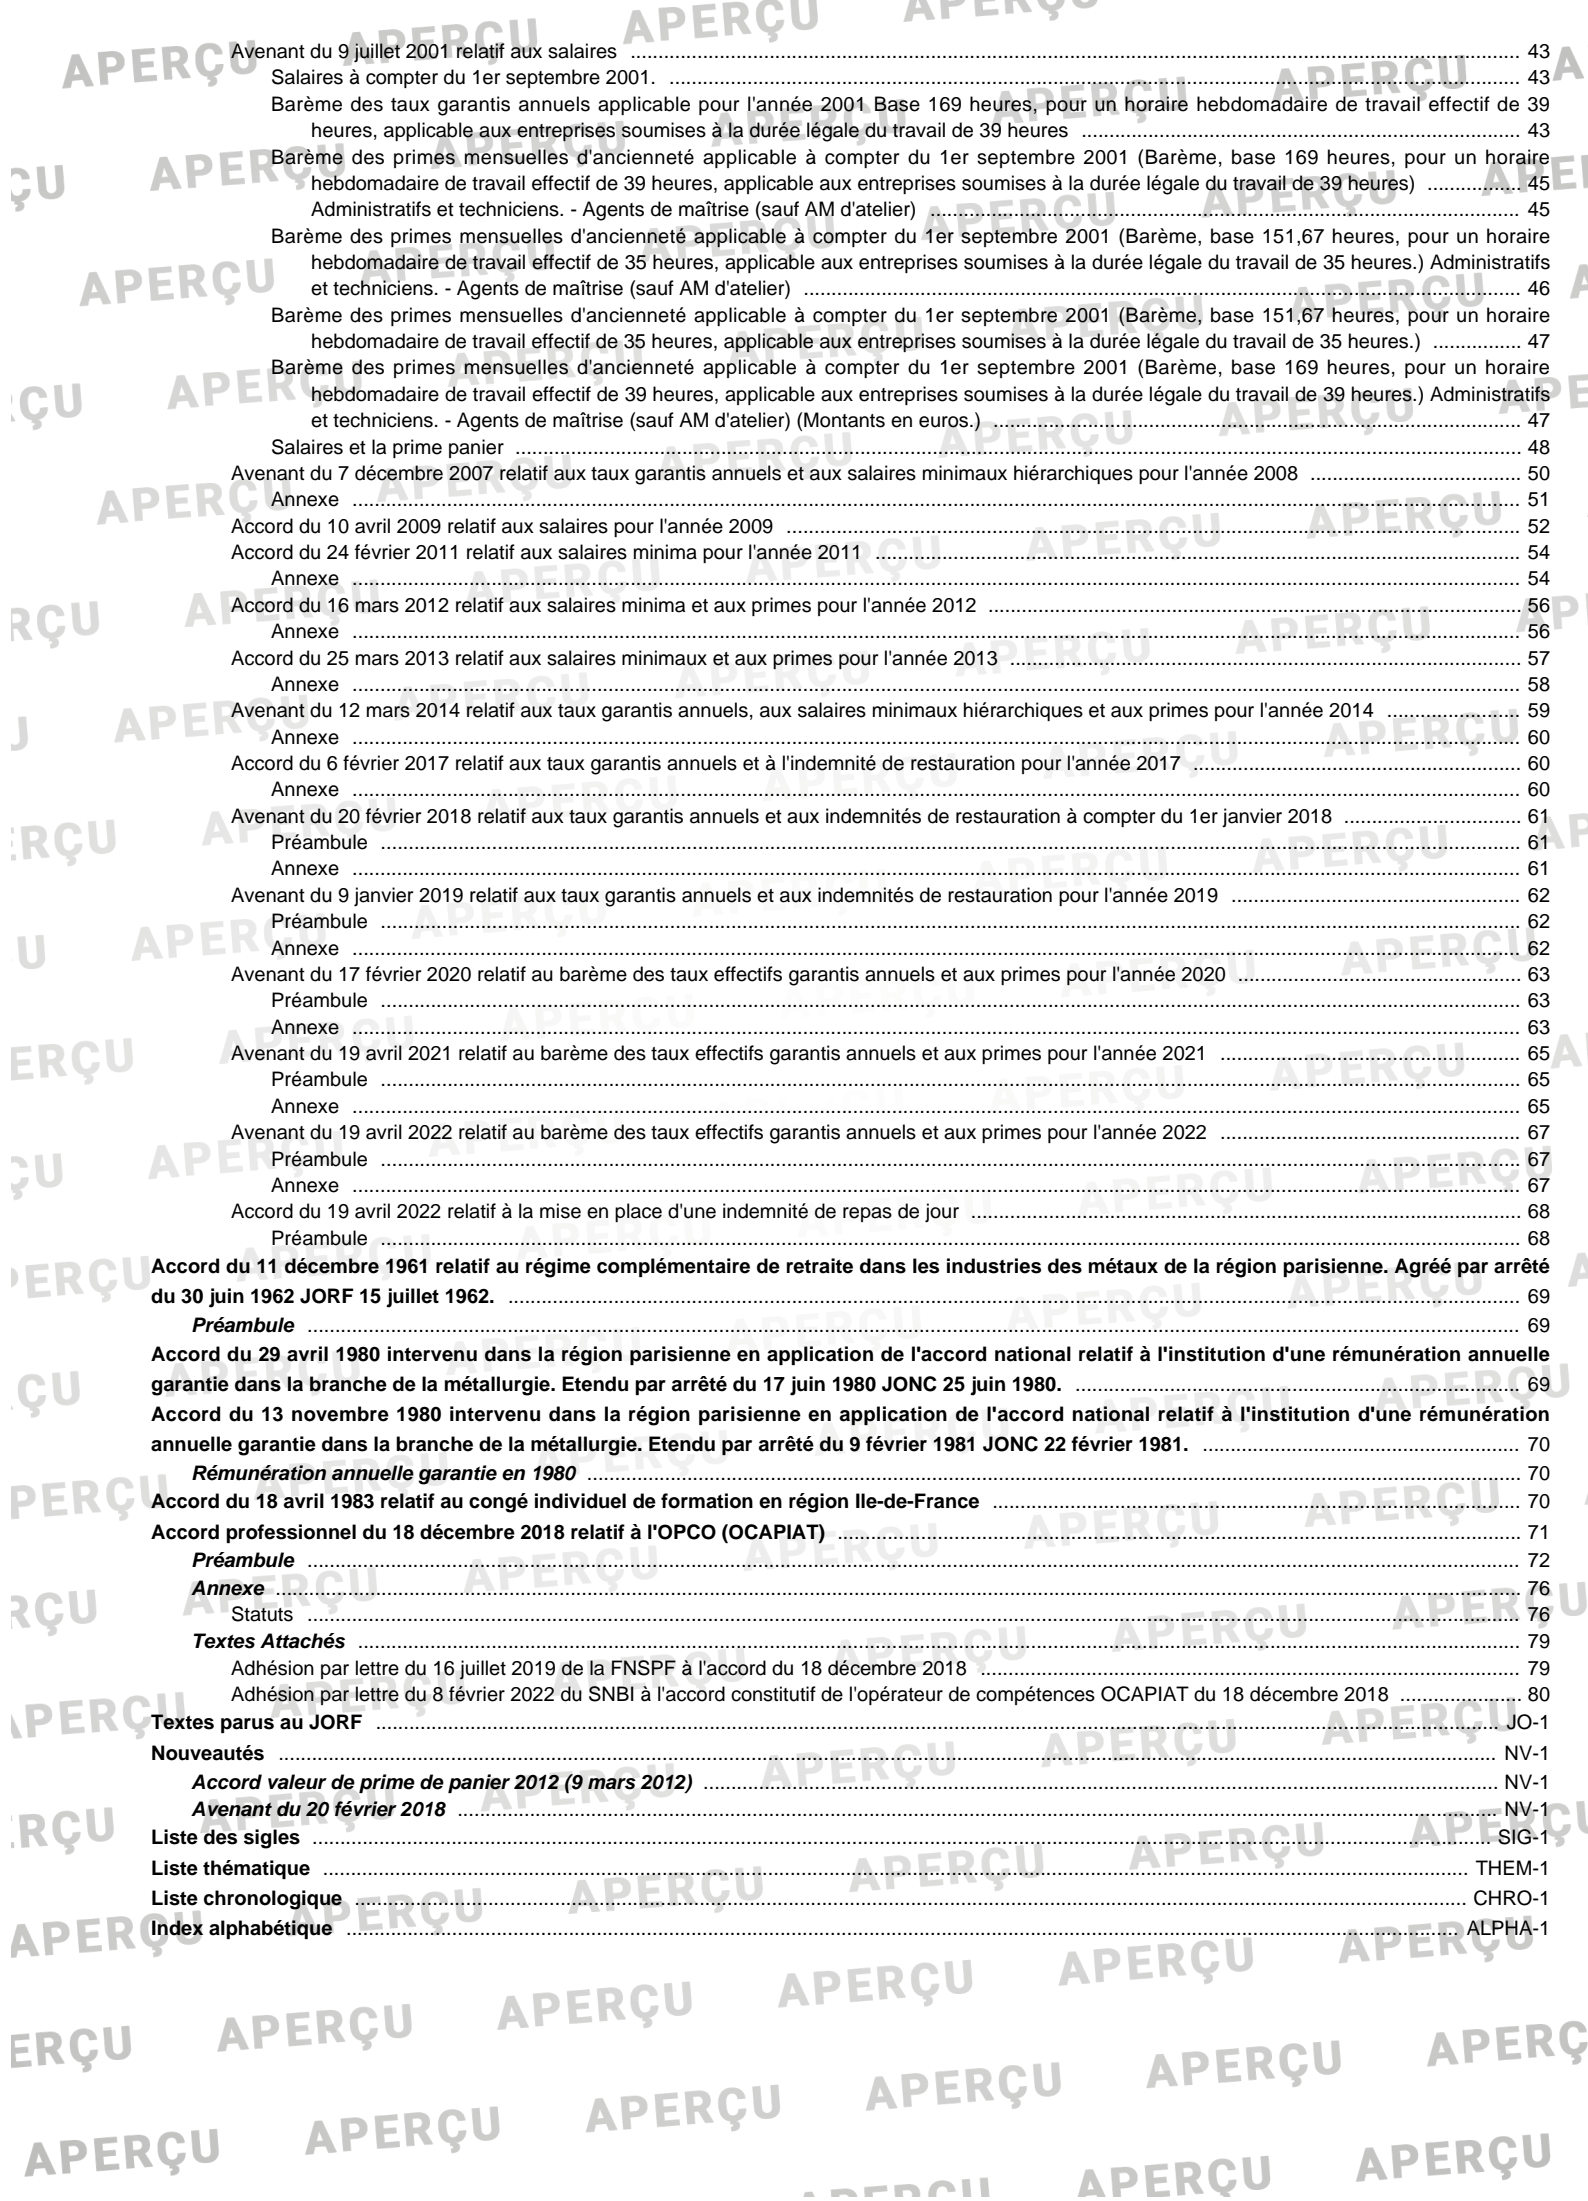 Avenant du 9 juillet 2001 relatif aux salaires 43
Salaires à compter du 1er septembre 2001. 43
Barème des taux garantis annuels applicable pour l'année 2001 Base 169 heures, pour un horaire hebdomadaire de travail effectif de 39
heures, applicable aux entreprises soumises à la durée légale du travail de 39 heures 43
Barème des primes mensuelles d'ancienneté applicable à compter du 1er septembre 2001 (Barème, base 169 heures, pour un horaire
hebdomadaire de travail effectif de 39 heures, applicable aux entreprises soumises à la durée légale du travail de 39 heures) 45
Administratifs et techniciens. - Agents de maîtrise (sauf AM d'atelier) 45
Barème des primes mensuelles d'ancienneté applicable à compter du 1er septembre 2001 (Barème, base 151,67 heures, pour un horaire
hebdomadaire de travail effectif de 35 heures, applicable aux entreprises soumises à la durée légale du travail de 35 heures.) Administratifs
et techniciens. - Agents de maîtrise (sauf AM d'atelier) 46
Barème des primes mensuelles d'ancienneté applicable à compter du 1er septembre 2001 (Barème, base 151,67 heures, pour un horaire
hebdomadaire de travail effectif de 35 heures, applicable aux entreprises soumises à la durée légale du travail de 35 heures.) 47
Barème des primes mensuelles d'ancienneté applicable à compter du 1er septembre 2001 (Barème, base 169 heures, pour un horaire
hebdomadaire de travail effectif de 39 heures, applicable aux entreprises soumises à la durée légale du travail de 39 heures.) Administratifs
et techniciens. - Agents de maîtrise (sauf AM d'atelier) (Montants en euros.) 47
Salaires et la prime panier 48
Avenant du 7 décembre 2007 relatif aux taux garantis annuels et aux salaires minimaux hiérarchiques pour l'année 2008 50
Annexe 51
Accord du 10 avril 2009 relatif aux salaires pour l'année 2009 52
Accord du 24 février 2011 relatif aux salaires minima pour l'année 2011 54
Annexe 54
Accord du 16 mars 2012 relatif aux salaires minima et aux primes pour l'année 2012 56
Annexe 56
Accord du 25 mars 2013 relatif aux salaires minimaux et aux primes pour l'année 2013 57
Annexe 58
Avenant du 12 mars 2014 relatif aux taux garantis annuels, aux salaires minimaux hiérarchiques et aux primes pour l'année 2014 59
Annexe 60
Accord du 6 février 2017 relatif aux taux garantis annuels et à l'indemnité de restauration pour l'année 2017 60
Annexe 60
Avenant du 20 février 2018 relatif aux taux garantis annuels et aux indemnités de restauration à compter du 1er janvier 2018 61
Préambule 61
Annexe 61
Avenant du 9 janvier 2019 relatif aux taux garantis annuels et aux indemnités de restauration pour l'année 2019 62
Préambule 62
Annexe 62
Avenant du 17 février 2020 relatif au barème des taux effectifs garantis annuels et aux primes pour l'année 2020 63
Préambule 63
Annexe 63
Avenant du 19 avril 2021 relatif au barème des taux effectifs garantis annuels et aux primes pour l'année 2021 65
Préambule 65
Annexe 65
Avenant du 19 avril 2022 relatif au barème des taux effectifs garantis annuels et aux primes pour l'année 2022 67
Préambule 67
Annexe 67
Accord du 19 avril 2022 relatif à la mise en place d'une indemnité de repas de jour 68
Préambule 68
Accord du 11 décembre 1961 relatif au régime complémentaire de retraite dans les industries des métaux de la région parisienne. Agréé par arrêté
du 30 juin 1962 JORF 15 juillet 1962. 69
Préambule 69
Accord du 29 avril 1980 intervenu dans la région parisienne en application de l'accord national relatif à l'institution d'une rémunération annuelle
garantie dans la branche de la métallurgie. Etendu par arrêté du 17 juin 1980 JONC 25 juin 1980. 69
Accord du 13 novembre 1980 intervenu dans la région parisienne en application de l'accord national relatif à l'institution d'une rémunération
annuelle garantie dans la branche de la métallurgie. Etendu par arrêté du 9 février 1981 JONC 22 février 1981. 70
Rémunération annuelle garantie en 1980 70
Accord du 18 avril 1983 relatif au congé individuel de formation en région Ile-de-France 70
Accord professionnel du 18 décembre 2018 relatif à l'OPCO (OCAPIAT) 71
Préambule 72
Annexe 76
Statuts 76
Textes Attachés 79
Adhésion par lettre du 16 juillet 2019 de la FNSPF à l'accord du 18 décembre 2018 79
Adhésion par lettre du 8 février 2022 du SNBI à l'accord constitutif de l'opérateur de compétences OCAPIAT du 18 décembre 2018 80
Textes parus au JORF JO-1
Nouveautés NV-1
Accord valeur de prime de panier 2012 (9 mars 2012) NV-1
Avenant du 20 février 2018 NV-1
Liste des sigles SIG-1
Liste thématique THEM-1
Liste chronologique CHRO-1
Index alphabétique ALPHA-1
APERÇU